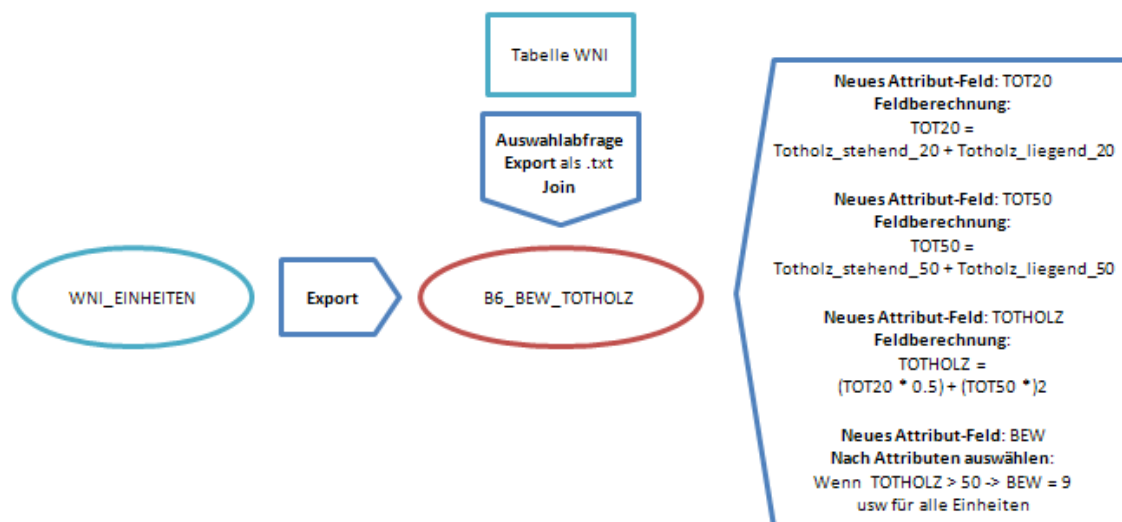 Tabelle WNI
Auswahlabfrage
Export als .txt
Join
WNI_EINHEITEN
Export
B6_BEW_TOTHOLZ
Neues Attribut-Feld: TOT20
Feldberechnung:
TOT20 =
Totholz_stehend_20 + Totholz_liegend_20
Neues Attribut-Feld: TOT50
Feldberechnung:
TOT50 =
Totholz_stehend_50 + Totholz_liegend_50
Neues Attribut-Feld: TOTHOLZ
Feldberechnung:
TOTHOLZ =
(TOT20 * 0.5) + (TOT50 *)2
Neues Attribut-Feld: BEW
Nach Attributen auswählen:
Wenn TOTHOLZ > 50 -> BEW = 9
usw für alle Einheiten